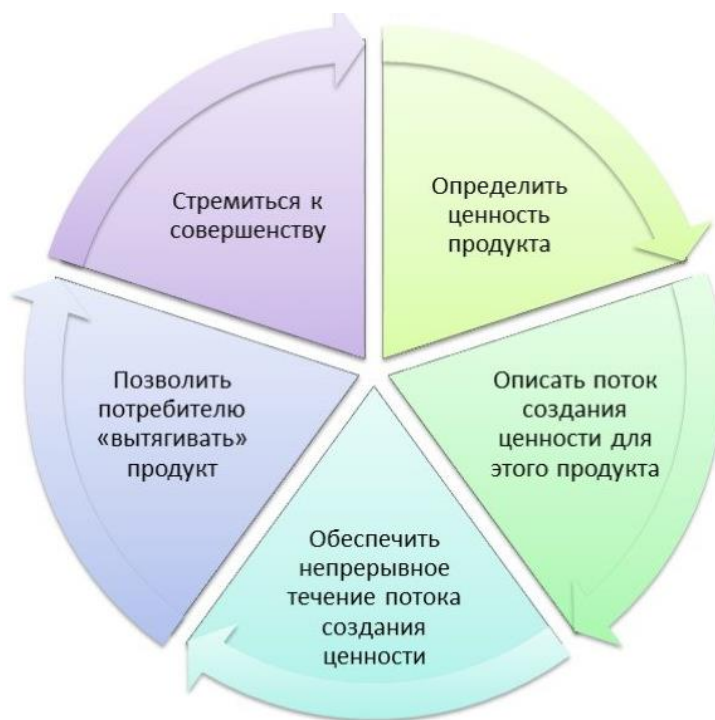 Определить
ценность
продукта
Описать поток
создания
ценности для
этого продукта
Обеспечить
непрерывное
течение потока
создания
ценности
Позволить
потребителю
«вытягивать»
продукт
Стремиться к
совершенству